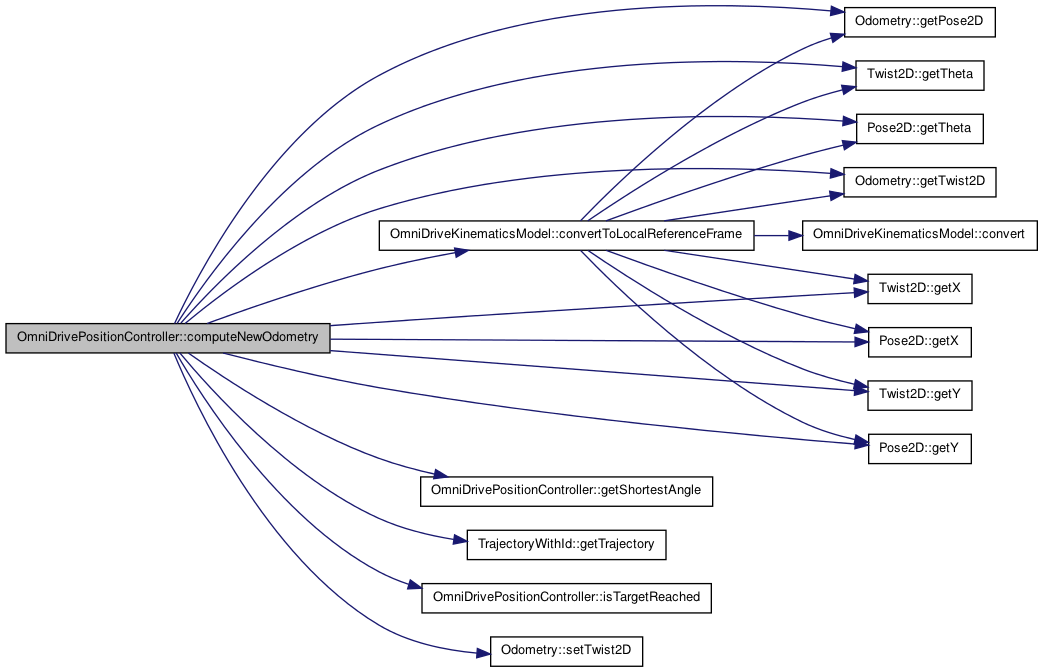 Odometry::getPose2D
Twist2D::getTheta
Pose2D::getTheta
Odometry::getTwist2D
OmniDriveKinematicsModel::convertToLocalReferenceFrame
OmniDriveKinematicsModel::convert
Twist2D::getX
OmniDrivePositionController::computeNewOdometry
Pose2D::getX
Twist2D::getY
Pose2D::getY
OmniDrivePositionController::getShortestAngle
TrajectoryWithId::getTrajectory
OmniDrivePositionController::isTargetReached
Odometry::setTwist2D